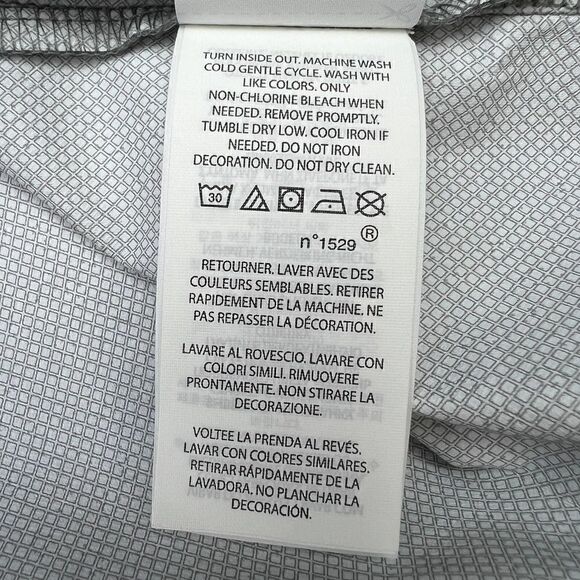 TURN INSIDE OUT. MACHINE WASH
COLD GENTLE CYCLE. WASH WITH
LIKE COLORS. ONLY
NON-CHLORINE BLEACH WHEN
NEEDED. REMOVE PROMPTLY.
TUMBLE DRY LOW. COOL IRON IF
NEEDED. DO NOT IRON
DECORATION. DO NOT DRY CLEAN.
30
n°1529 ®
RETOURNER. LAVER AVEC DES
COULEURS SEMBLABLES. RETIRER
RAPIDEMENT DE LA MACHINE. NE
PAS REPASSER LA DÉCORATION.
LAVARE AL ROVESCIO. LAVARE CON
COLORI SIMILI. RIMUOVERE
PRONTAMENTE. NON STIRARE LA
DECORAZIONE.
VOLTEE LA PRENDA AL REVÉS.
LAVAR CON COLORES SIMILARES.
RETIRAR RÁPIDAMENTE DE LA
LAVADORA. NO PLANCHAR LA
DECORACIÓN.